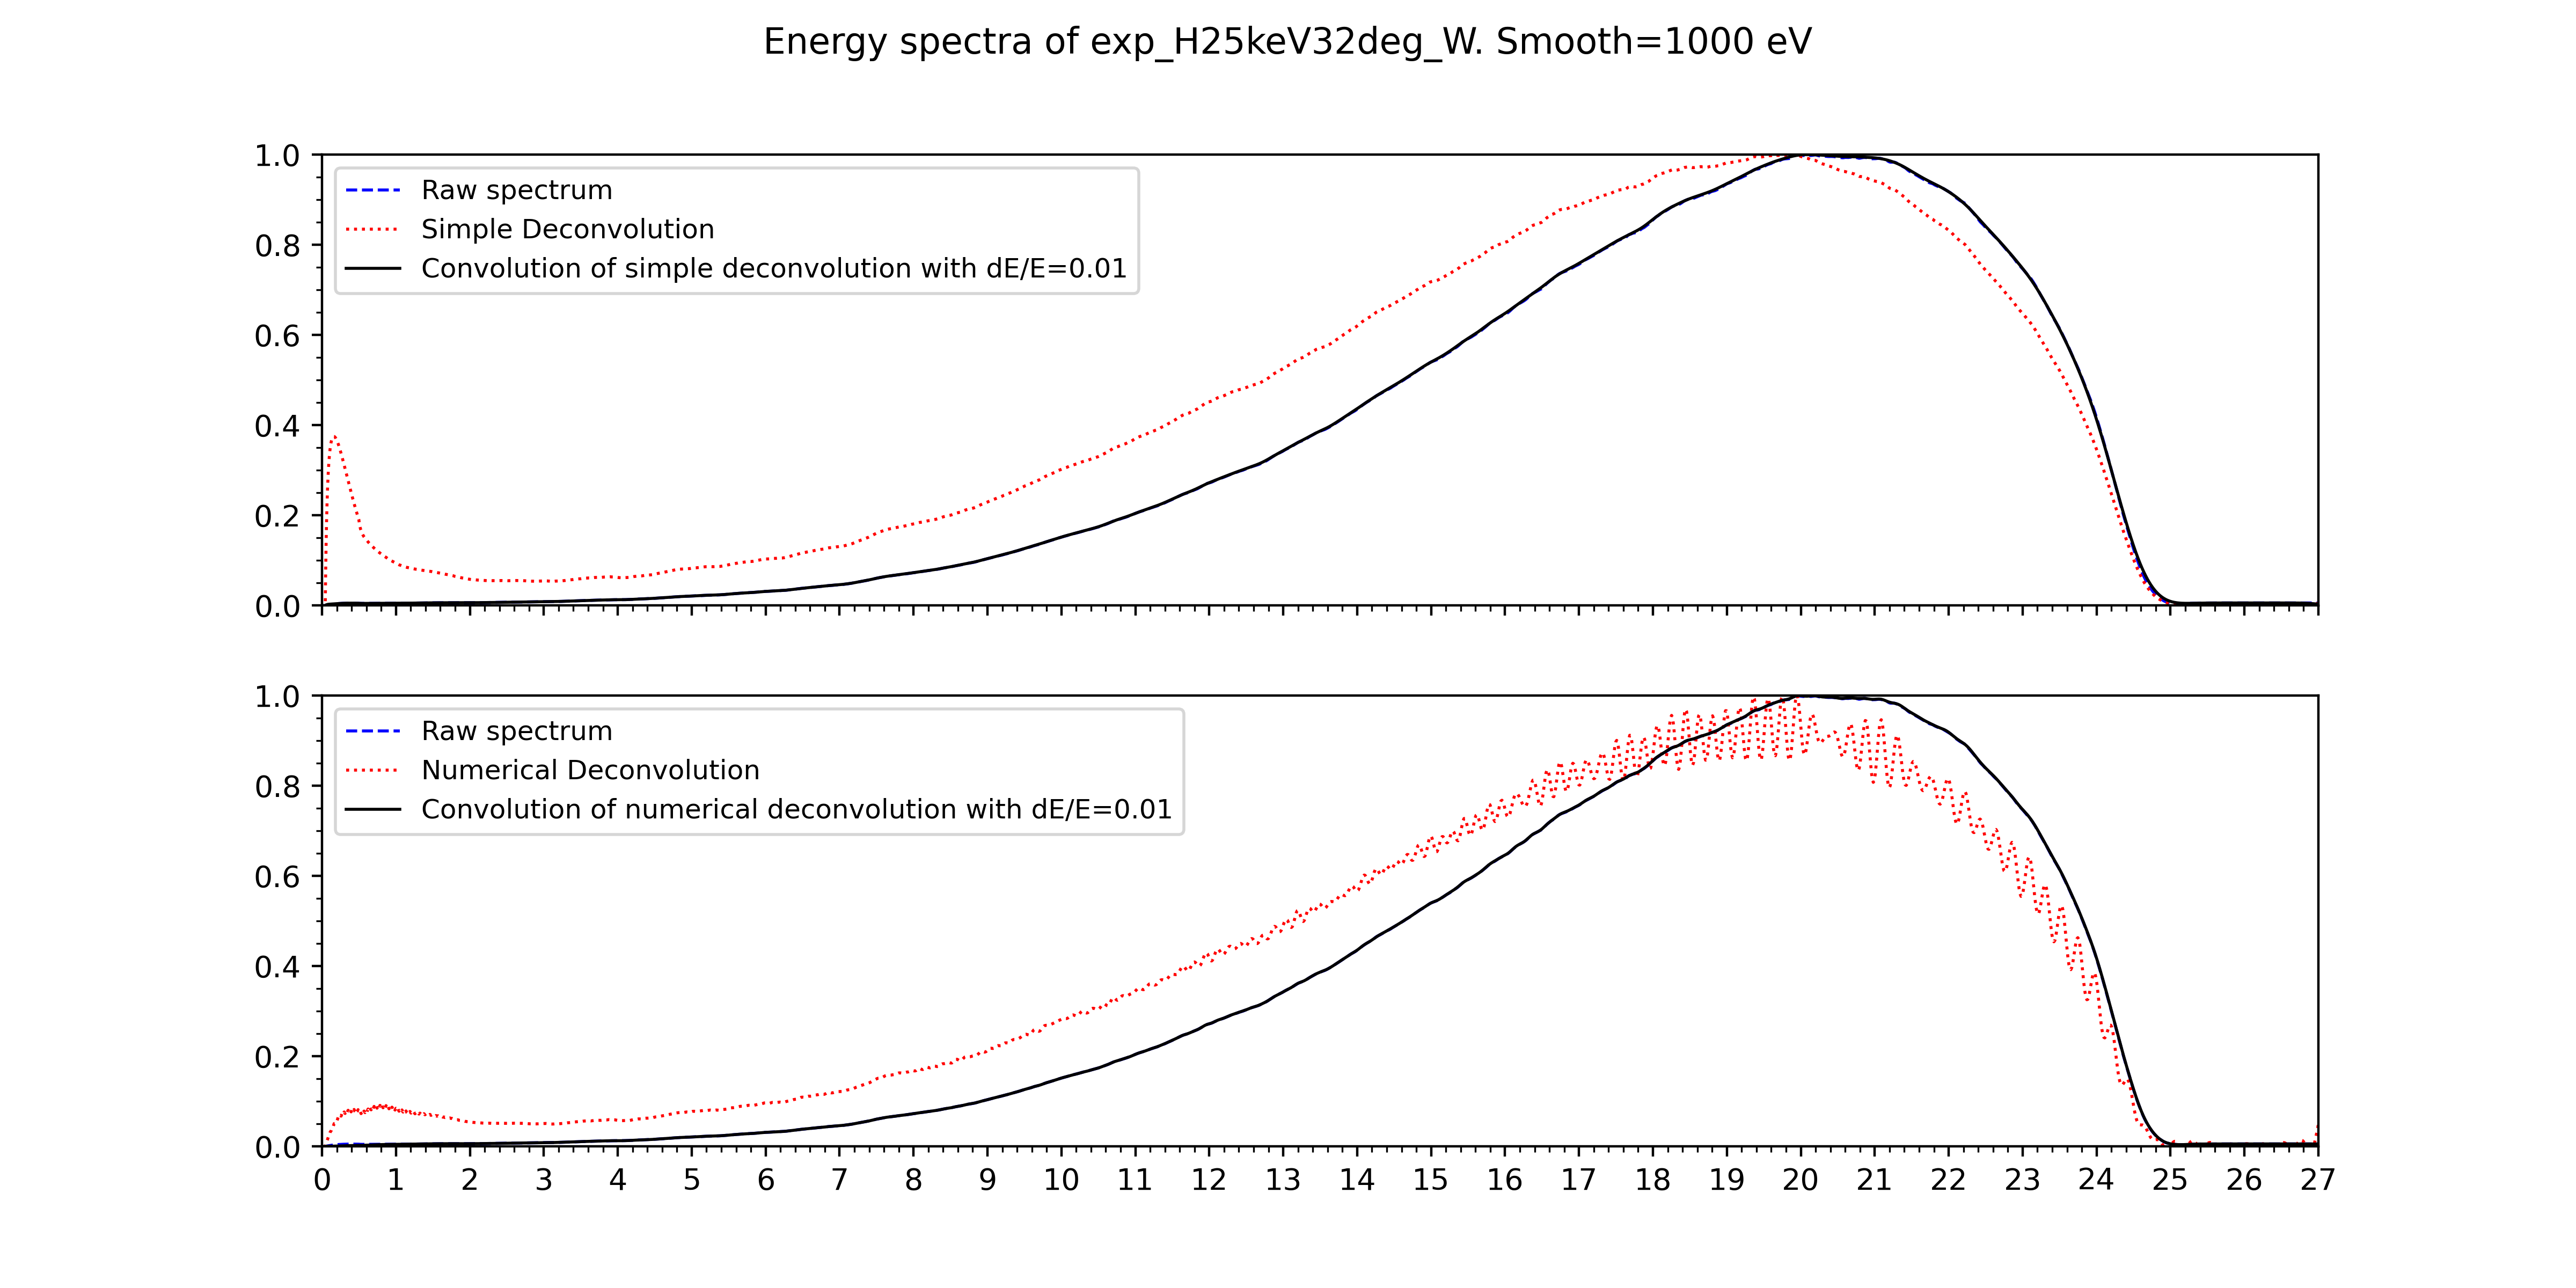 Energy spectra of exp_H25keV32deg_W. Smooth=1000 eV
1.0
0.8
0.6
0.4
0.2
0.0
Raw spectrum
Simple Deconvolution
Convolution of simple deconvolution with dE/E=0.01
1.0
0.8
0.6
0.4
0.2
0.0
Raw spectrum
Numerical Deconvolution
Convolution of numerical deconvolution with dE/E=0.01
0 1 2 3 4 5 6 7 8 9 10 11 12 13 14 15 16 17 18 19 20 21 22 23 24 25 26 27